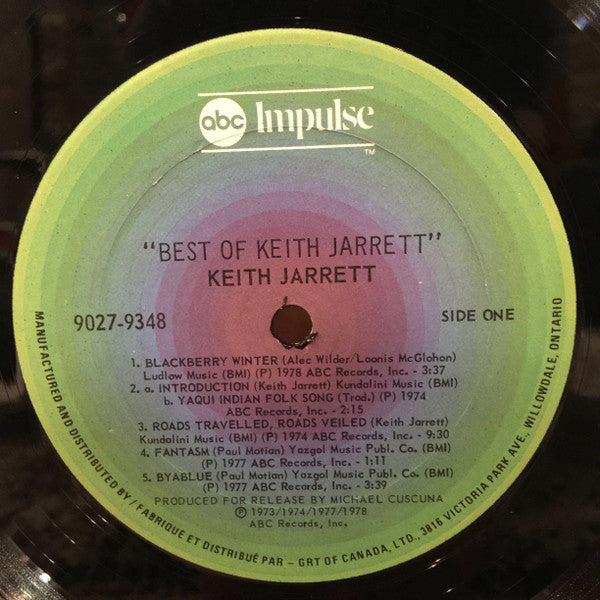 abc Impulse
TM
"BEST OF KEITH JARRETT"
KEITH JARRETT
9027-9348
SIDE ONE
1. BLACKBERRY WINTER (Alec Wilder/Loonis McGlohon)
Ludlow Music (BMI) (P) 1978 ABC Records, Inc. - 3:37
2. a. INTRODUCTION (Keith Jarrett) Kundalini Music (BMI)
b. YAQUI INDIAN FOLK SONG (Trad.) (P) 1974
ABC Records, Inc. - 2:15
3. ROADS TRAVELLED, ROADS VEILED (Keith Jarrett)
Kundalini Music (BMI) (P) 1974 ABC Records, Inc. - 9:30
4. FANTASM (Paul Motian) Yazgol Music Publ. Co. (BMI)
(P) 1977 ABC Records, Inc. - 1:11
5. BYABLUE (Paul Motian) Yazgol Music Publ. Co. (BMI)
(P) 1977 ABC Records, Inc. - 3:39
PRODUCED FOR RELEASE BY MICHAEL CUSCUNA
Ⓟ 1973/1974/1977/1978
ABC Records, Inc.
MANUFACTURED AND DISTRIBUTED BY / FABRIQUÉ ET DISTRIBUÉ PAR - GRT OF CANADA, LTD., 3816 VICTORIA PARK AVE., WILLOWDALE, ONTARIO